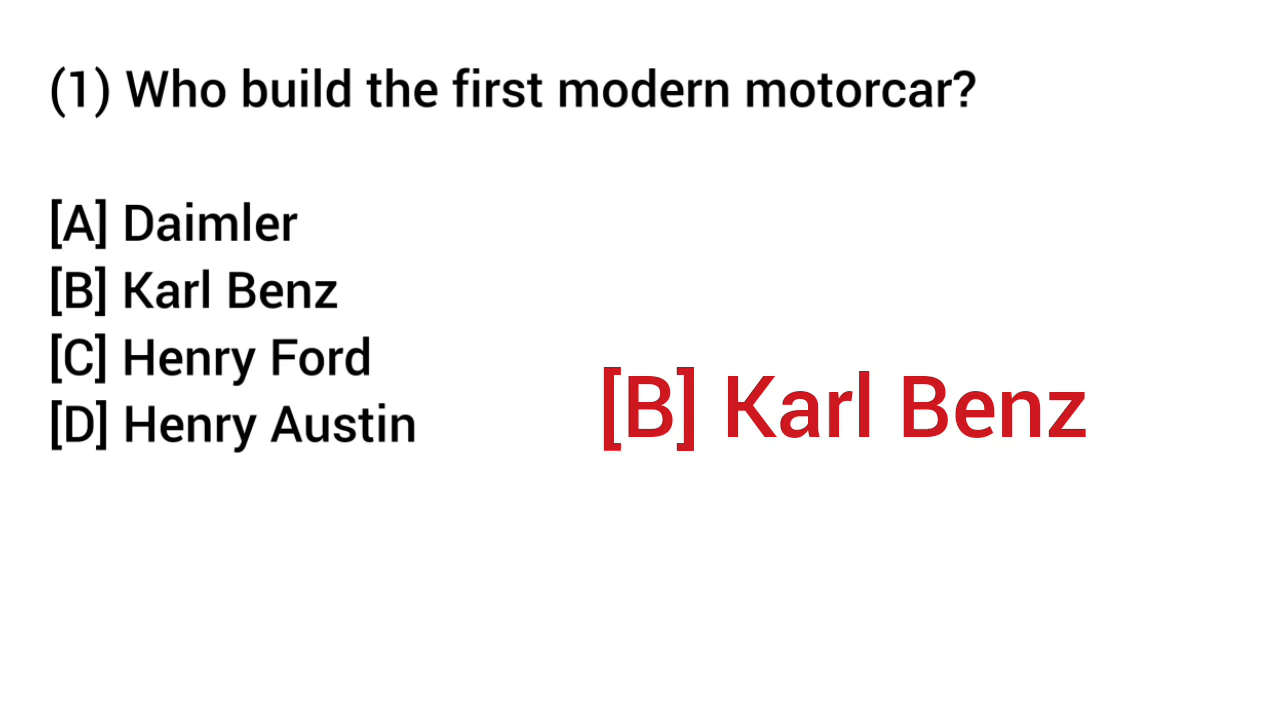 (1) Who build the first modern motorcar?
[A] Daimler
[B] Karl Benz
[C] Henry Ford
[D] Henry Austin
[B] Karl Benz